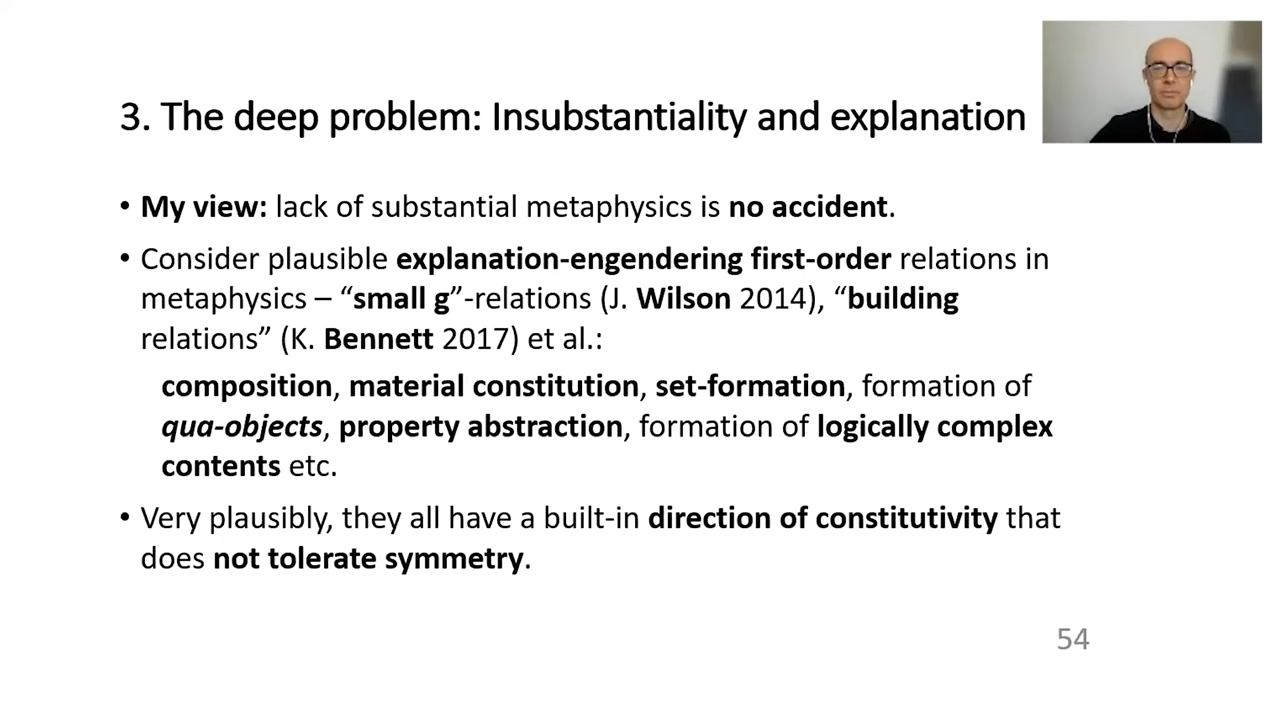 3. The deep problem: Insubstantiality and explanation
• My view: lack of substantial metaphysics is no accident.
• Consider plausible explanation-engendering first-order relations in
metaphysics – “small g”-relations (J. Wilson 2014), “building
relations” (K. Bennett 2017) et al.:
composition, material constitution, set-formation, formation of
qua-objects, property abstraction, formation of logically complex
contents etc.
• Very plausibly, they all have a built-in direction of constitutivity that
does not tolerate symmetry.
54